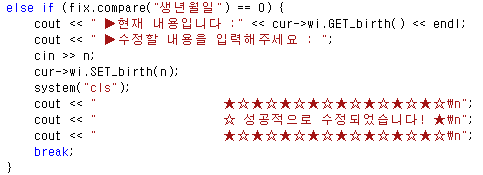 else if (fix.compare("생년월일") == 0) {
cout << " ▶현재 내용입니다 :" << cur->wi.GET_birth() << endl;
cout << " ▶수정할 내용을 입력해주세요 : ";
cin >> n;
cur->wi.SET_birth(n);
system("cls");
cout << "                ★☆★☆★☆★☆★☆★☆★☆★☆₩n";
cout << "                ☆ 성공적으로 수정되었습니다! ★₩n";
cout << "                ★☆★☆★☆★☆★☆★☆★☆★☆₩n";
break;
}